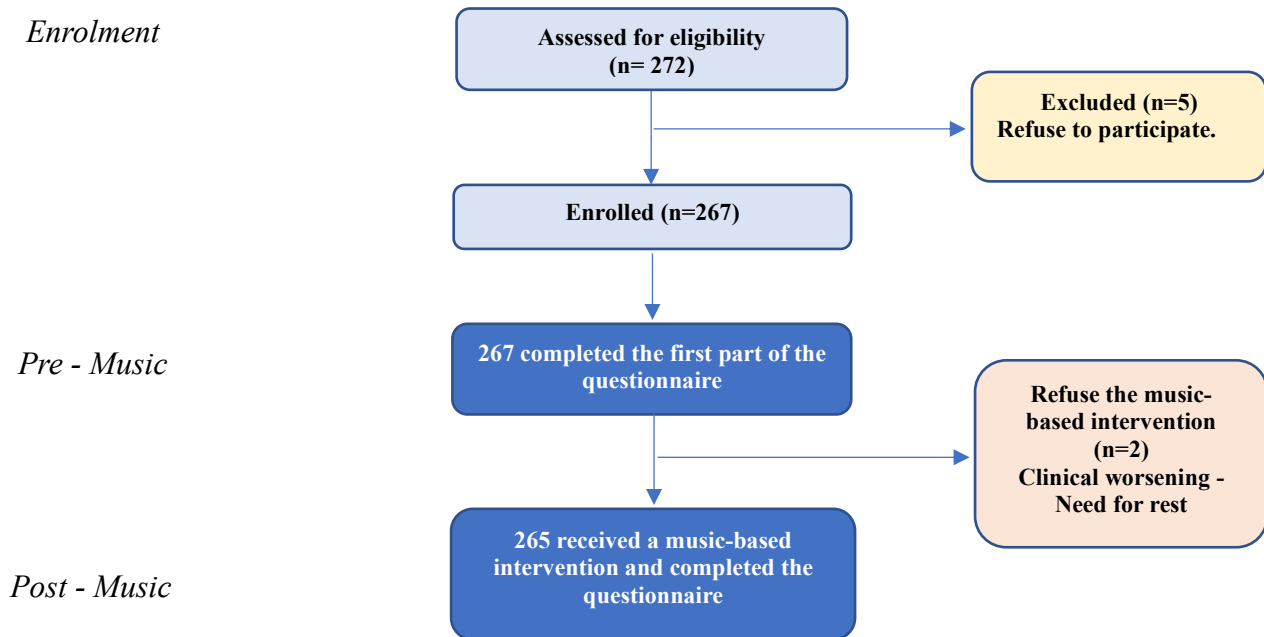 Enrolment
Assessed for eligibility
(n= 272)
Excluded (n=5)
Refuse to participate.
Enrolled (n=267)
Pre - Music
267 completed the first part of the
questionnaire
Refuse the music-
based intervention
(n=2)
Clinical worsening -
Need for rest
265 received a music-based
intervention and completed the
questionnaire
Post - Music